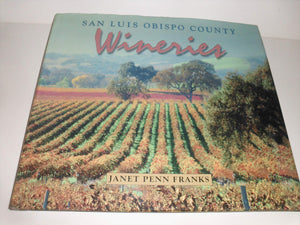 SAN LUIS OBISPO COUNTY
Wineries
JANET PENN FRANKS